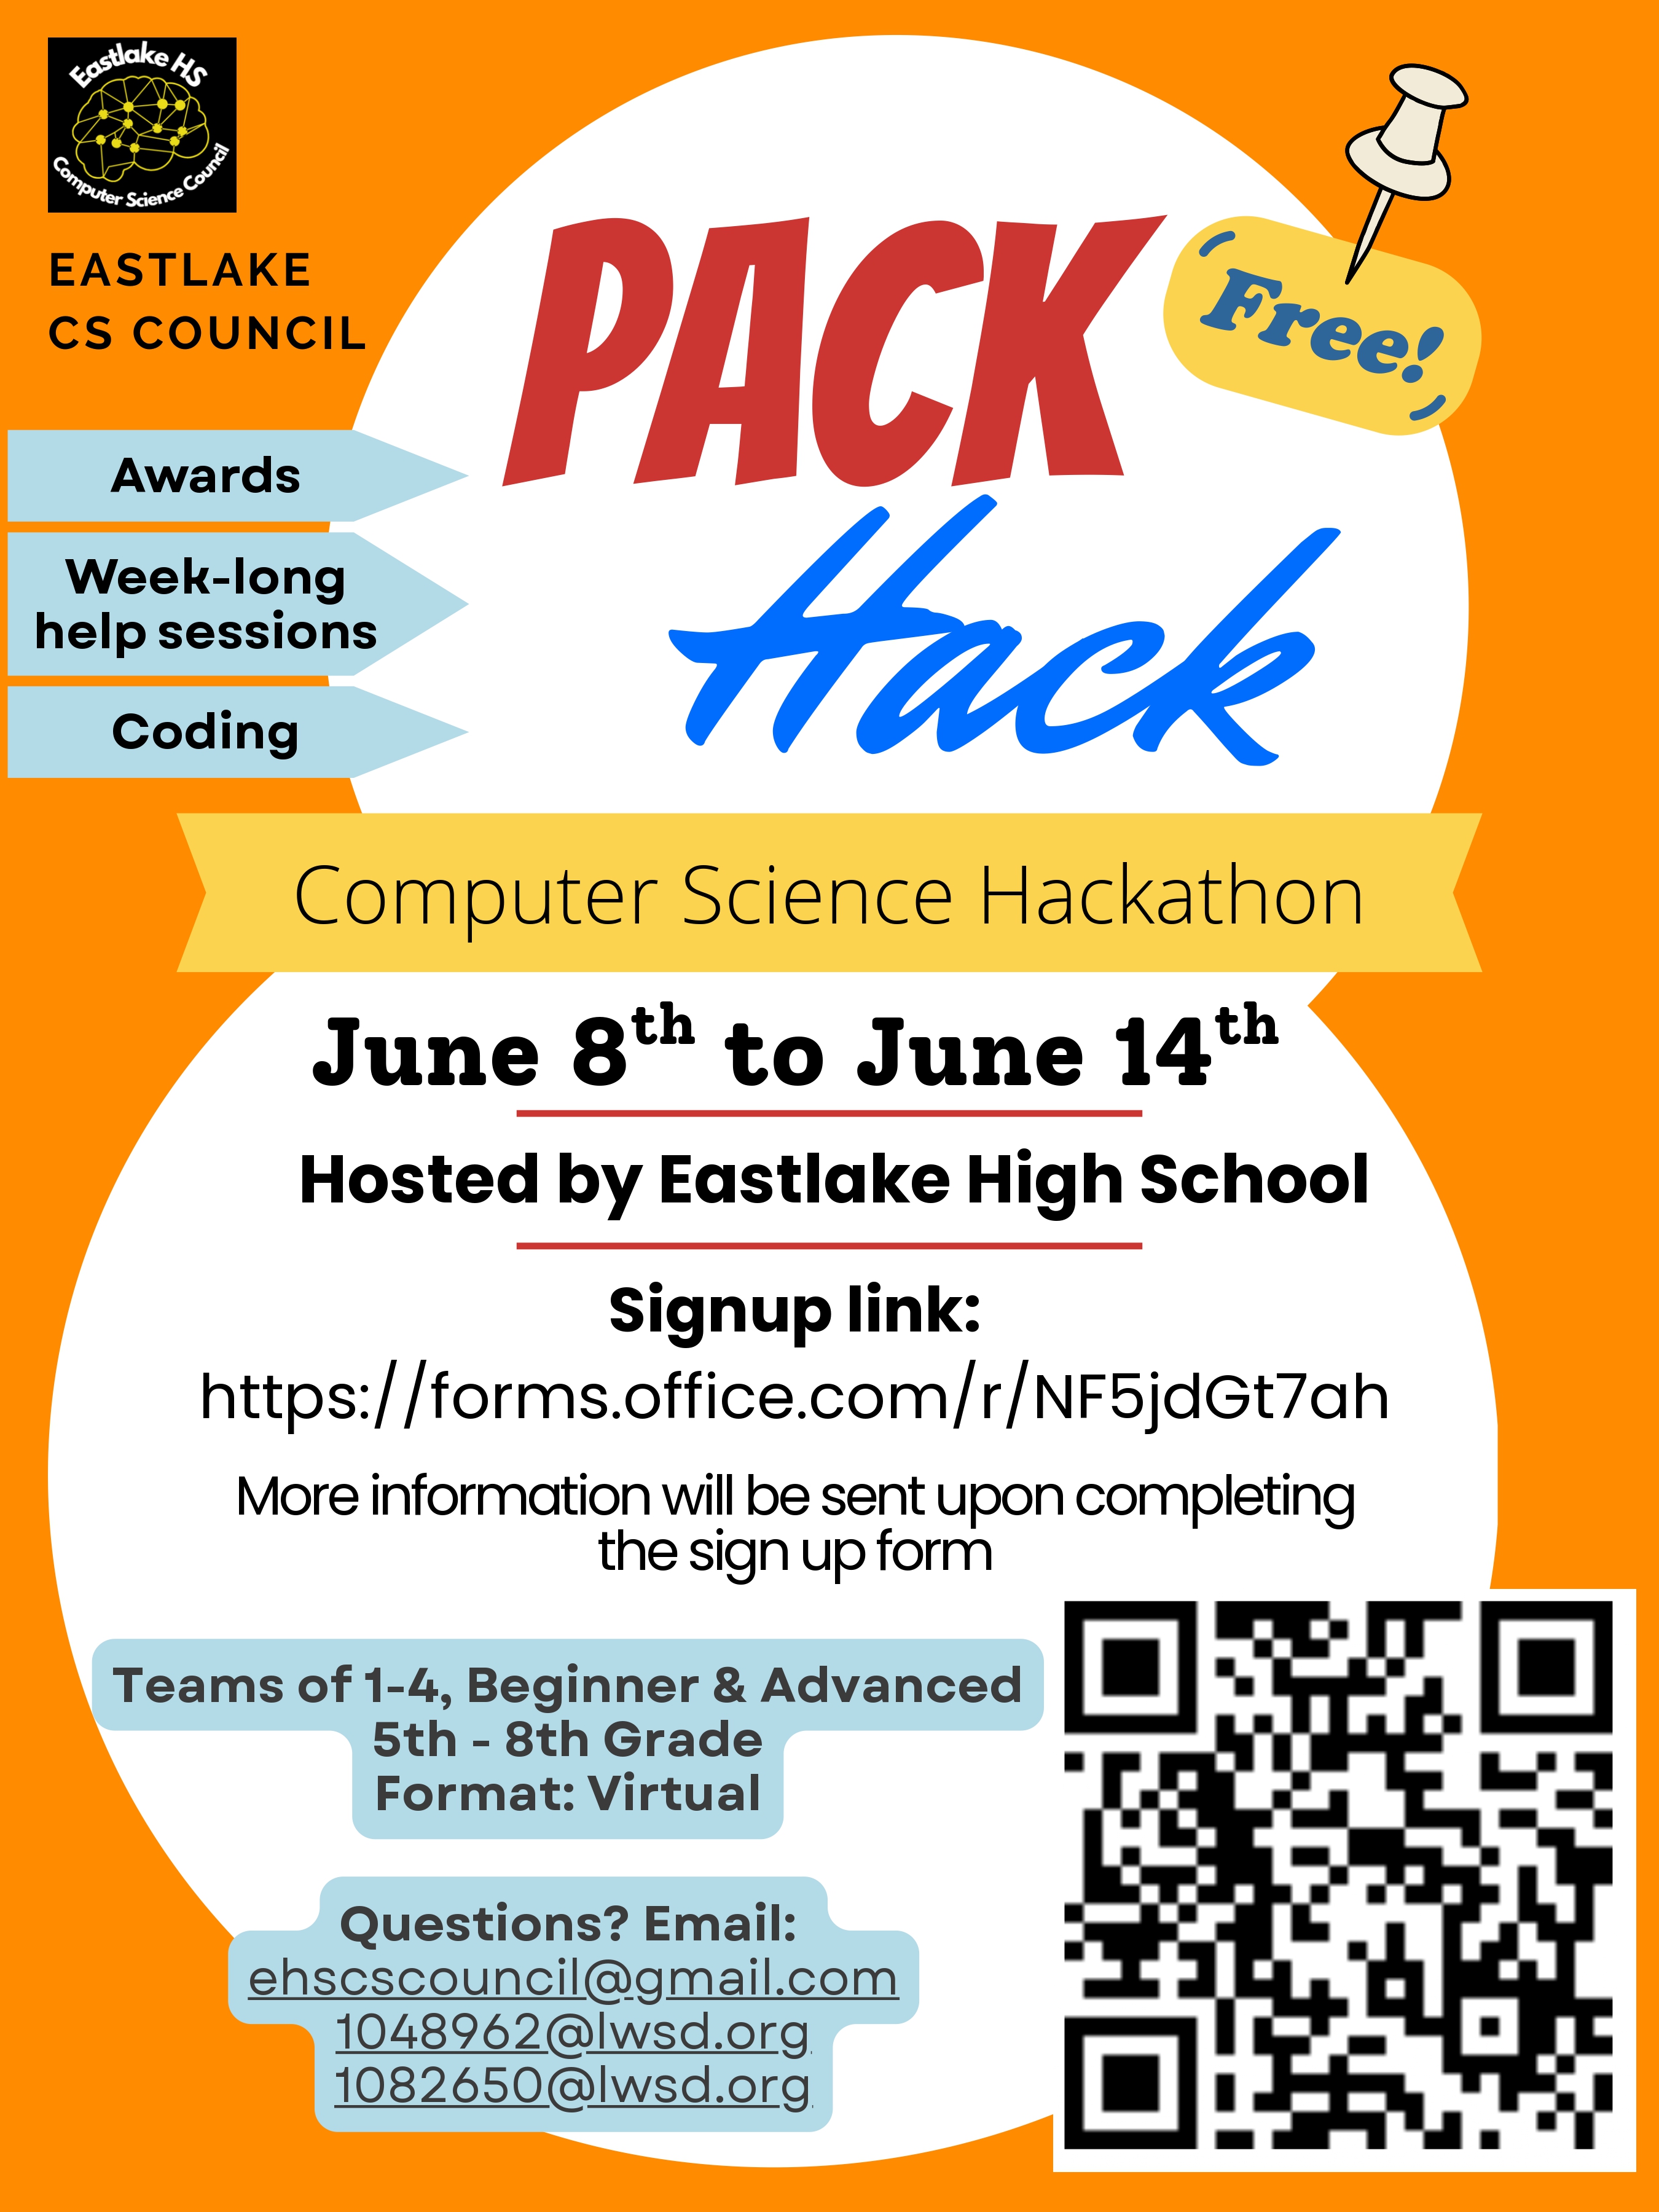 Eastlake HS
Computer Science Council
EASTLAKE
CS COUNCIL
PACK
Hack
Free!
Awards
Week-long
help sessions
Coding
Computer Science Hackathon
June 8th to June 14th
Hosted by Eastlake High School
Signup link:
https://forms.office.com/r/NF5jdGt7ah
More information will be sent upon completing
the sign up form
Teams of 1-4, Beginner & Advanced
5th - 8th Grade
Format: Virtual
Questions? Email:
ehscscouncil@gmail.com
1048962@lwsd.org
1082650@lwsd.org